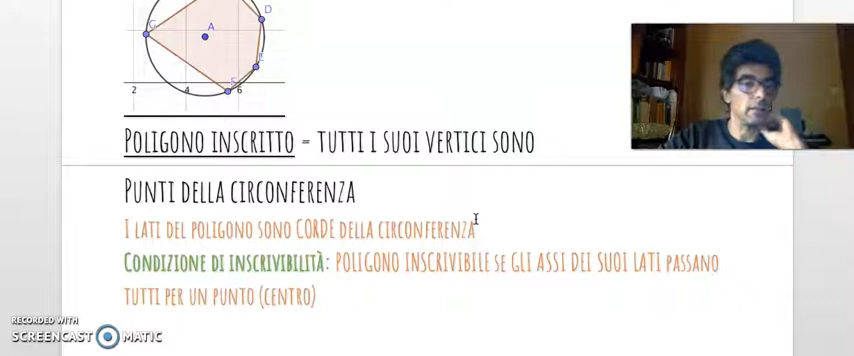 D
G
A
E
F
2 4 6
POLIGONO INSCRITTO = TUTTI I SUOI VERTICI SONO
PUNTI DELLA CIRCONFERENZA
I LATI DEL POLIGONO SONO CORDE DELLA CIRCONFERENZA
CONDIZIONE DI INSCRIVIBILITÀ: POLIGONO INSCRIVIBILE SE GLI ASSI DEI SUOI LATI PASSANO
TUTTI PER UN PUNTO (CENTRO)
RECORDED WITH
SCREENCAST MATIC